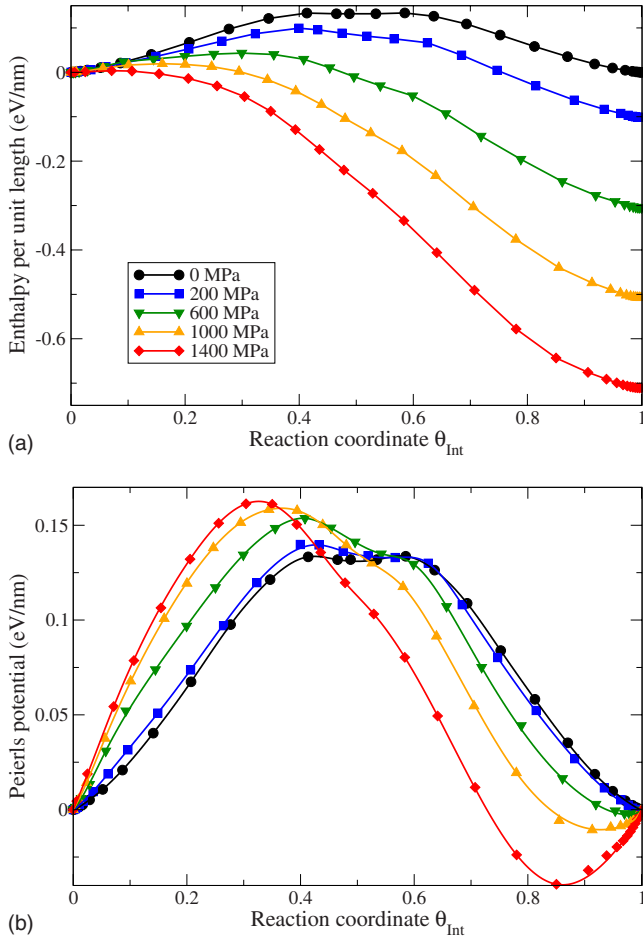 0
-0.2
-0.4
-0.6
Enthalpy per unit length (eV/nm)
0 MPa
200 MPa
600 MPa
1000 MPa
1400 MPa
0 0.2 0.4 0.6 0.8 1
(a)
Reaction coordinate θInt
0.15
0.1
0.05
0
Peierls potential (eV/nm)
0 0.2 0.4 0.6 0.8 1
(b)
Reaction coordinate θInt